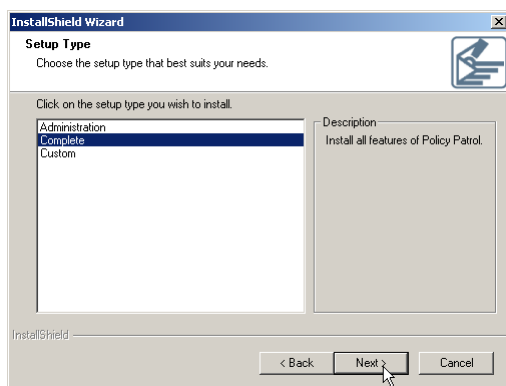 InstallShield Wizard
Setup Type
Choose the setup type that best suits your needs.
Click on the setup type you wish to install.
Administration
Complete
Custom
Description
Install all features of Policy Patrol.
InstallShield
< Back
Next >
Cancel